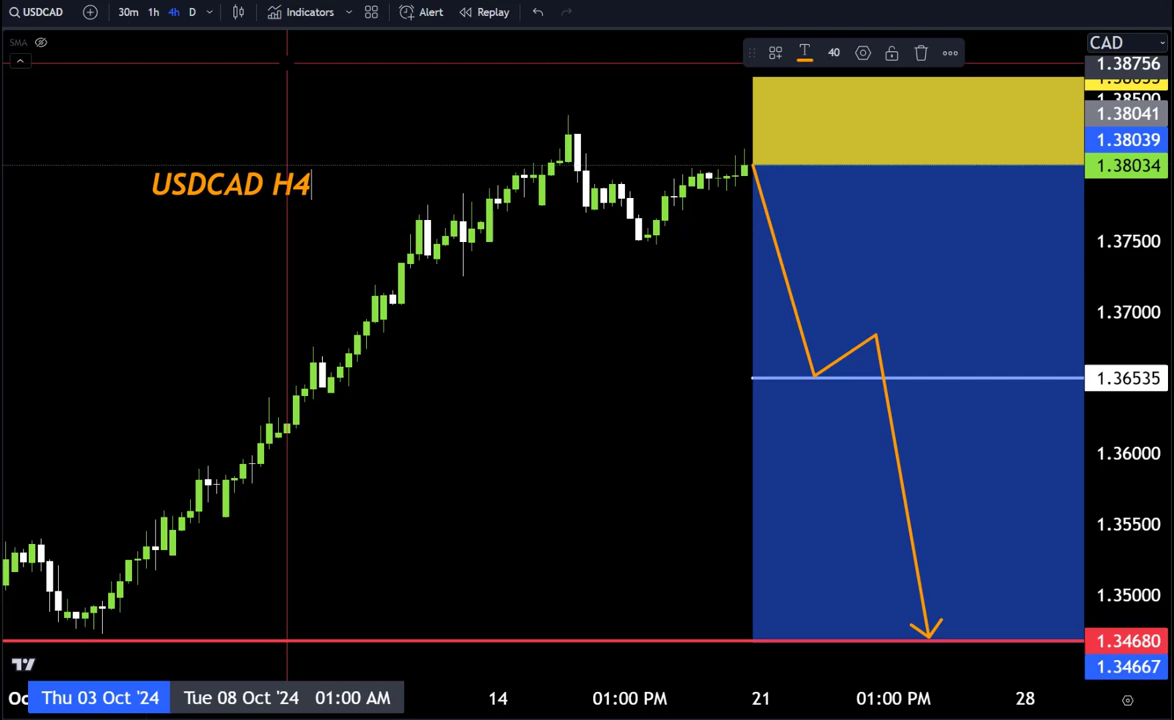 USDCAD 30m 1h 4h D Indicators Alert Replay
SMA
T 40
CAD
1.38756
1.38500
1.38041
1.38039
1.38034
USDCAD H4
1.37500
1.37000
1.36535
1.36000
1.35500
1.35000
1.34680
1.34667
Thu 03 Oct '24 Tue 08 Oct '24 01:00 AM 14 01:00 PM 21 01:00 PM 28